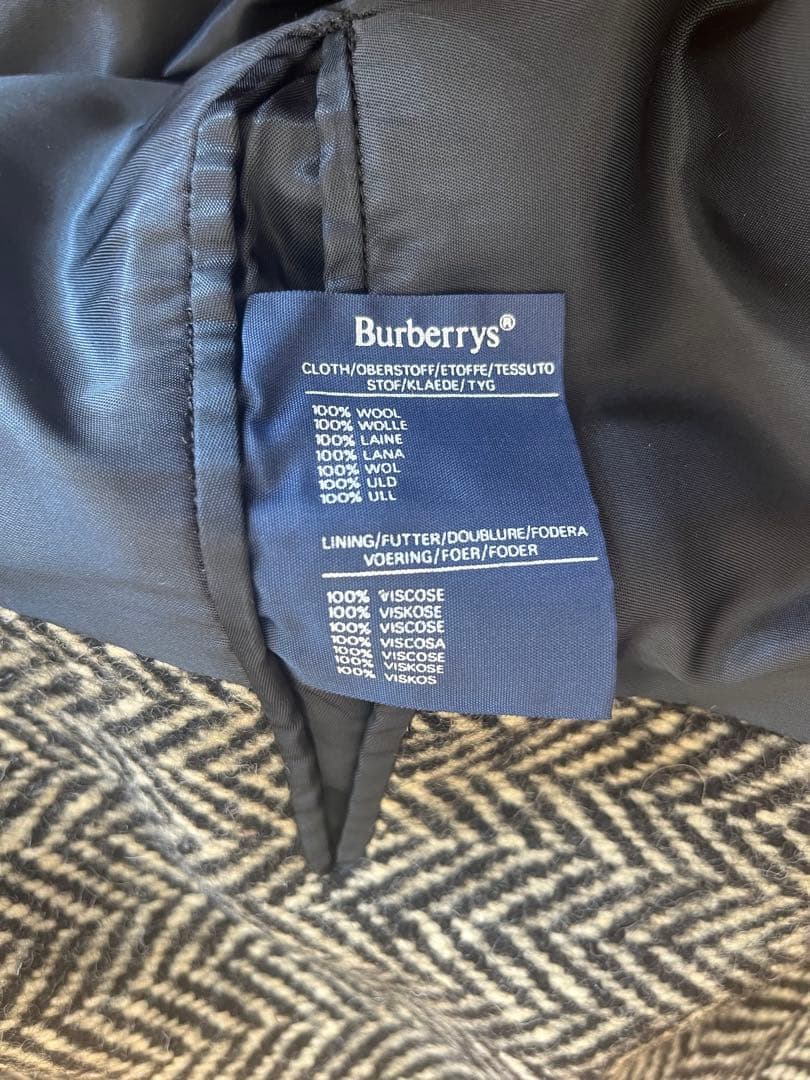 Burberrys®
CLOTH/OBERSTOFF/ETOFFE/TESSUTO
STOF/KLAEDE/TYG
100% WOOL
100% WOLLE
100% LAINE
100% LANA
100% WOL
100% ULD
100% ULL
LINING/FUTTER/DOUBLURE/FODERA
VOERING/FOER/FODER
100% VISCOSE
100% VISKOSE
100% VISCOSE
100% VISCOSA
100% VISCOSE
100% VISKOSE
100% VISKOS